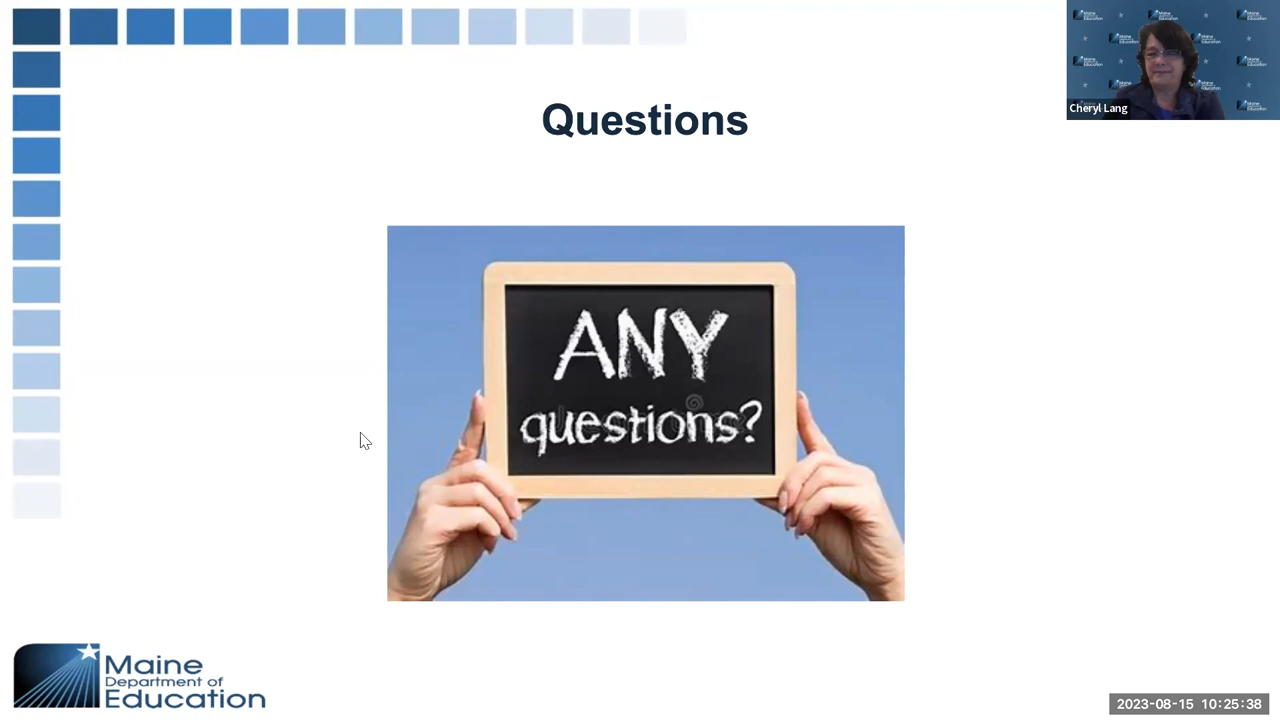 Questions
Cheryl Lang
ANY
questions?
Maine
Department of
Education
2023-08-15 10:25:38